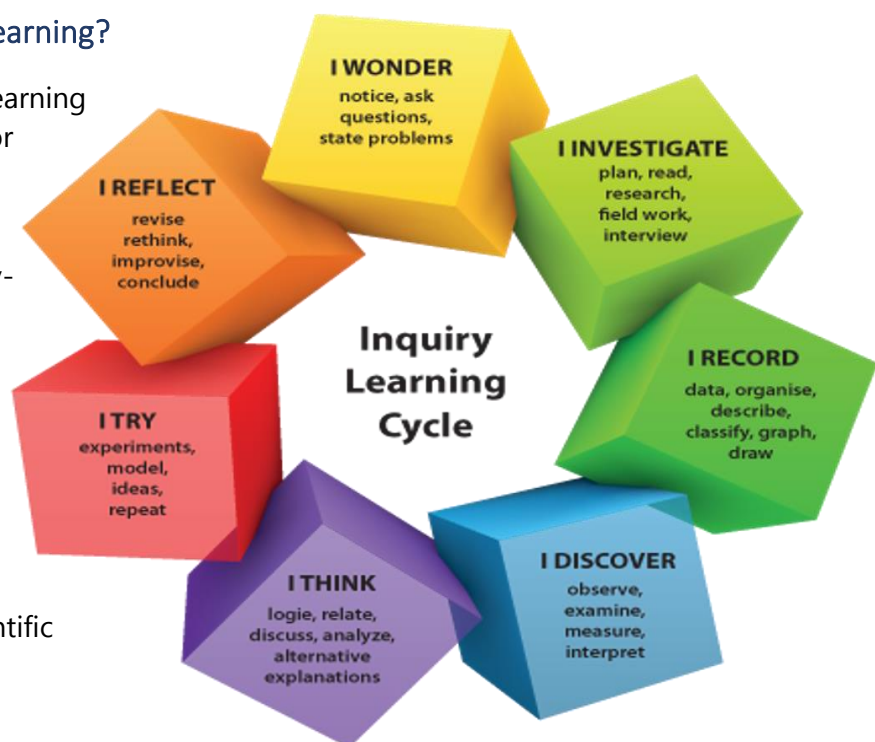 earning?
earning
or
y-
ntific
I WONDER
notice, ask
questions,
state problems
I INVESTIGATE
plan, read,
research,
field work,
interview
I RECORD
data, organise,
describe,
classify, graph,
draw
I DISCOVER
observe,
examine,
measure,
interpret
I THINK
logie, relate,
discuss, analyze,
alternative
explanations
I TRY
experiments,
model,
ideas,
repeat
I REFLECT
revise
rethink,
improvise,
conclude
Inquiry
Learning
Cycle